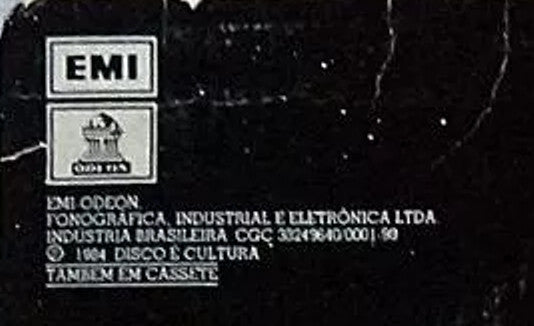 EMI
ODEON
EMI-ODEON.
FONOGRÁFICA, INDUSTRIAL E ELETRÔNICA LTDA
INDÚSTRIA BRASILEIRA CGC 33249640/0001-90
℗ 1984 DISCO É CULTURA
TAMBÉM EM CASSETE